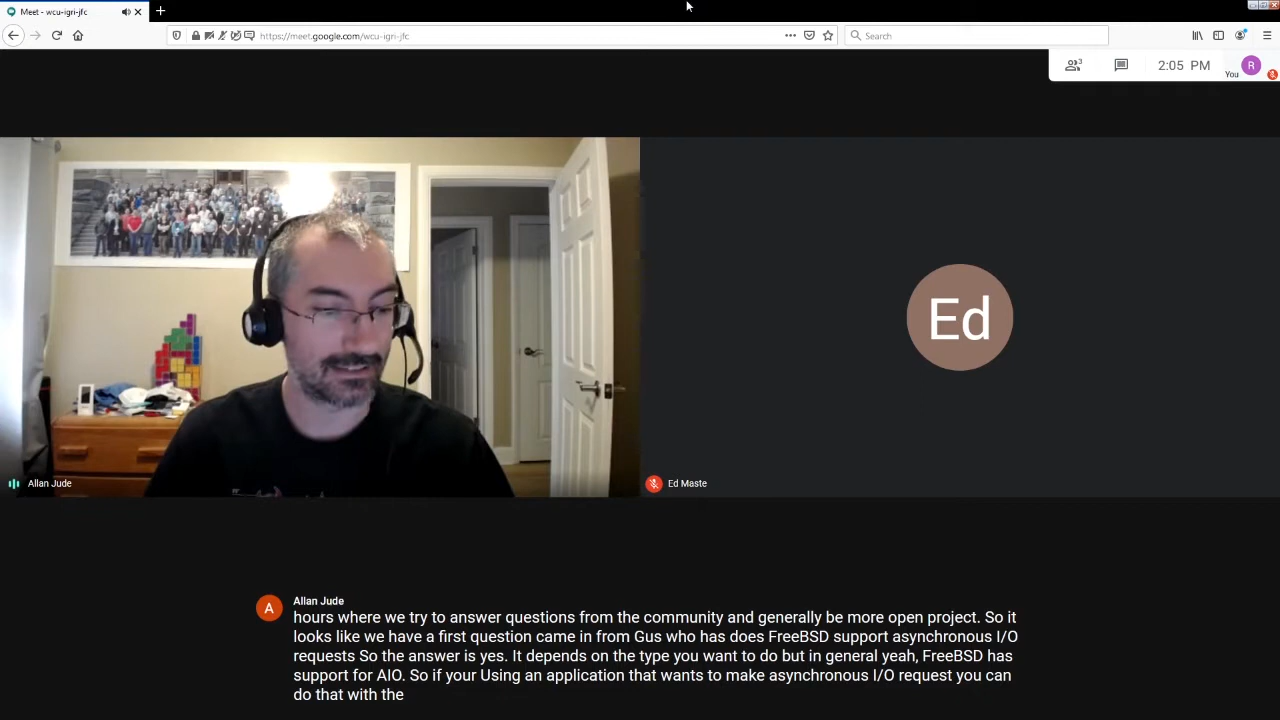 Meet - wcu-igri-jfc
https://meet.google.com/wcu-igri-jfc
Search
3
2:05 PM
You
R
Ed
Allan Jude
Ed Maste
A
Allan Jude
hours where we try to answer questions from the community and generally be more open project. So it
looks like we have a first question came in from Gus who has does FreeBSD support asynchronous I/O
requests So the answer is yes. It depends on the type you want to do but in general yeah, FreeBSD has
support for AIO. So if your Using an application that wants to make asynchronous I/O request you can
do that with the